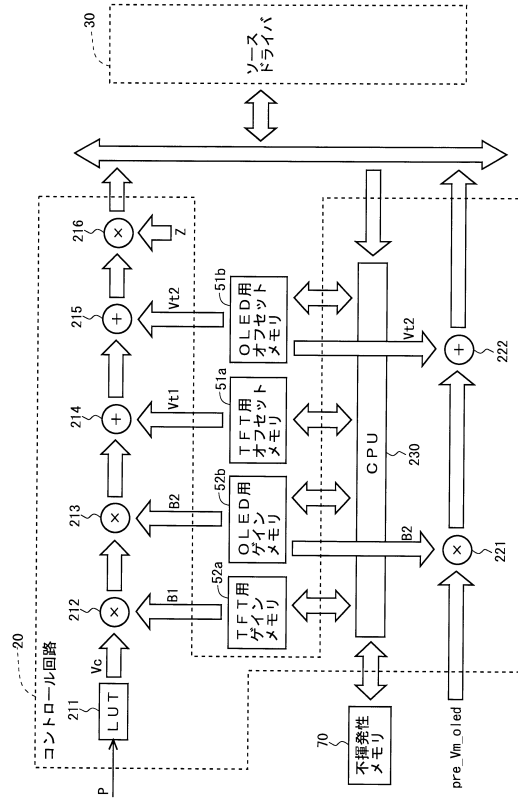 20
コントロール回路
P
LUT
211
Vc
×
212
×
213
+
214
+
215
×
216
Z
B1
B2
Vt1
Vt2
52a
TFT用
ゲイン
メモリ
52b
OLED用
ゲイン
メモリ
51a
TFT用
オフセット
メモリ
51b
OLED用
オフセット
メモリ
30
ソース
ドライバ
70
不揮発性
メモリ
CPU
230
B2
Vt2
pre_Vm_oled
×
221
+
222